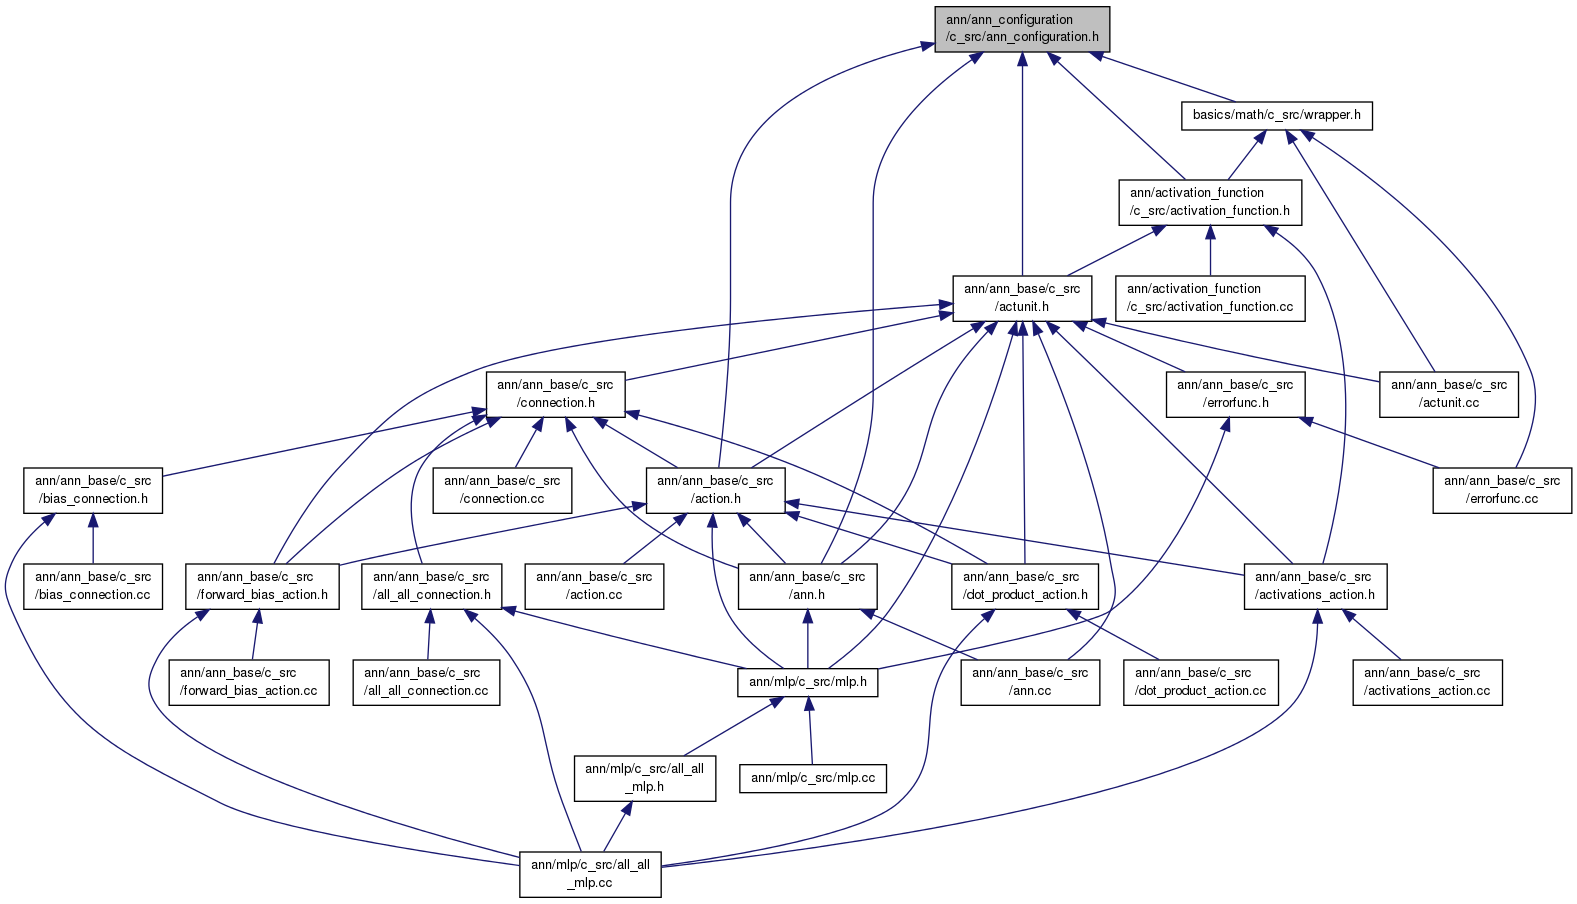 ann/ann_configuration
/c_src/ann_configuration.h
basics/math/c_src/wrapper.h
ann/activation_function
/c_src/activation_function.h
ann/ann_base/c_src
/actunit.h
ann/activation_function
/c_src/activation_function.cc
ann/ann_base/c_src
/connection.h
ann/ann_base/c_src
/errorfunc.h
ann/ann_base/c_src
/actunit.cc
ann/ann_base/c_src
/bias_connection.h
ann/ann_base/c_src
/connection.cc
ann/ann_base/c_src
/action.h
ann/ann_base/c_src
/errorfunc.cc
ann/ann_base/c_src
/bias_connection.cc
ann/ann_base/c_src
/forward_bias_action.h
ann/ann_base/c_src
/all_all_connection.h
ann/ann_base/c_src
/action.cc
ann/ann_base/c_src
/ann.h
ann/ann_base/c_src
/dot_product_action.h
ann/ann_base/c_src
/activations_action.h
ann/ann_base/c_src
/forward_bias_action.cc
ann/ann_base/c_src
/all_all_connection.cc
ann/mlp/c_src/mlp.h
ann/ann_base/c_src
/ann.cc
ann/ann_base/c_src
/dot_product_action.cc
ann/ann_base/c_src
/activations_action.cc
ann/mlp/c_src/all_all
_mlp.h
ann/mlp/c_src/mlp.cc
ann/mlp/c_src/all_all
_mlp.cc